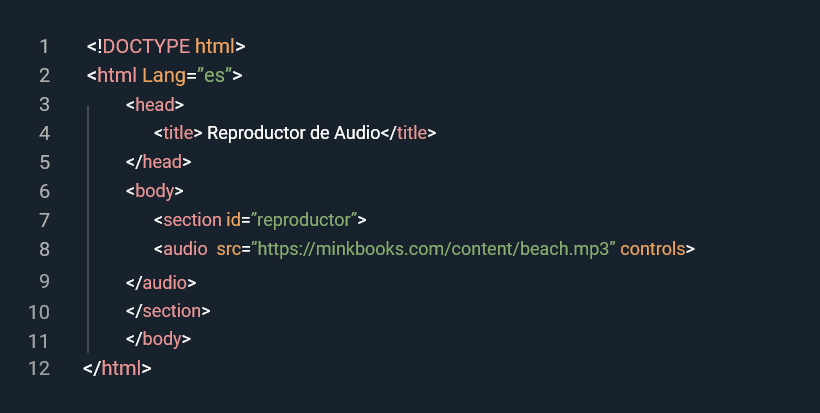 1 <!DOCTYPE html>
2 <html Lang=”es”>
3 <head>
4 <title> Reproductor de Audio</title>
5 </head>
6 <body>
7 <section id=”reproductor”>
8 <audio src=”https://minkbooks.com/content/beach.mp3” controls>
9 </audio>
10 </section>
11 </body>
12 </html>